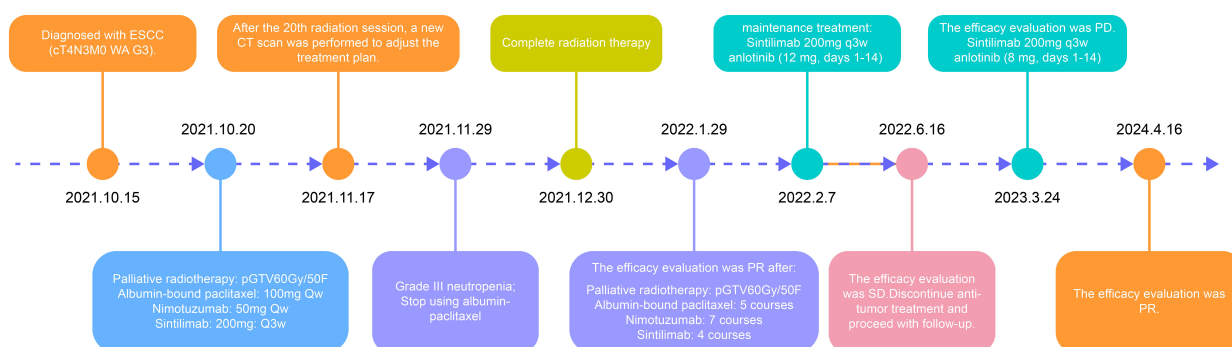 Diagnosed with ESCC
(cT4N3M0 WA G3).
2021.10.15
2021.10.20
Palliative radiotherapy: pGTV60Gy/50F
Albumin-bound paclitaxel: 100mg Qw
Nimotuzumab: 50mg Qw
Sintilimab: 200mg: Q3w
After the 20th radiation session, a new
CT scan was performed to adjust the
treatment plan.
2021.11.17
2021.11.29
Grade III neutropenia;
Stop using albumin-
paclitaxel
Complete radiation therapy
2021.12.30
2022.1.29
The efficacy evaluation was PR after:
Palliative radiotherapy: pGTV60Gy/50F
Albumin-bound paclitaxel: 5 courses
Nimotuzumab: 7 courses
Sintilimab: 4 courses
maintenance treatment:
Sintilimab 200mg q3w
anlotinib (12 mg, days 1-14)
2022.2.7
2022.6.16
The efficacy evaluation
was SD.Discontinue anti-
tumor treatment and
proceed with follow-up.
The efficacy evaluation was PD.
Sintilimab 200mg q3w
anlotinib (8 mg, days 1-14)
2023.3.24
2024.4.16
The efficacy evaluation was
PR.